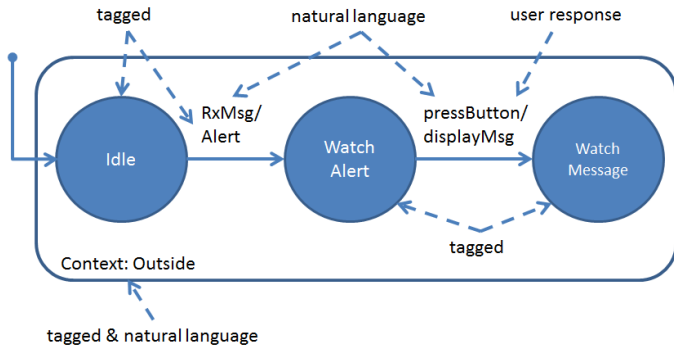 tagged
natural language
user response
RxMsg/
Alert
pressButton/
displayMsg
Idle
Watch
Alert
Watch
Message
tagged
Context: Outside
tagged & natural language